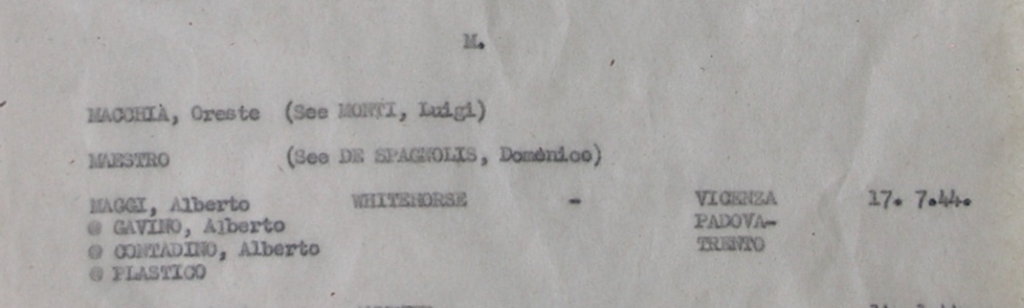 M.
MACCHIÀ, Oreste (See MONTI, Luigi)
MAESTRO (See DE SPAGNOLIS, Domenico)
MAGGI, Alberto WHITEHORSE - VICENZA 17. 7.44.
@ GAVINO, Alberto PADOVA-
@ CONTADINO, Alberto TRENTO
@ PLASTICO